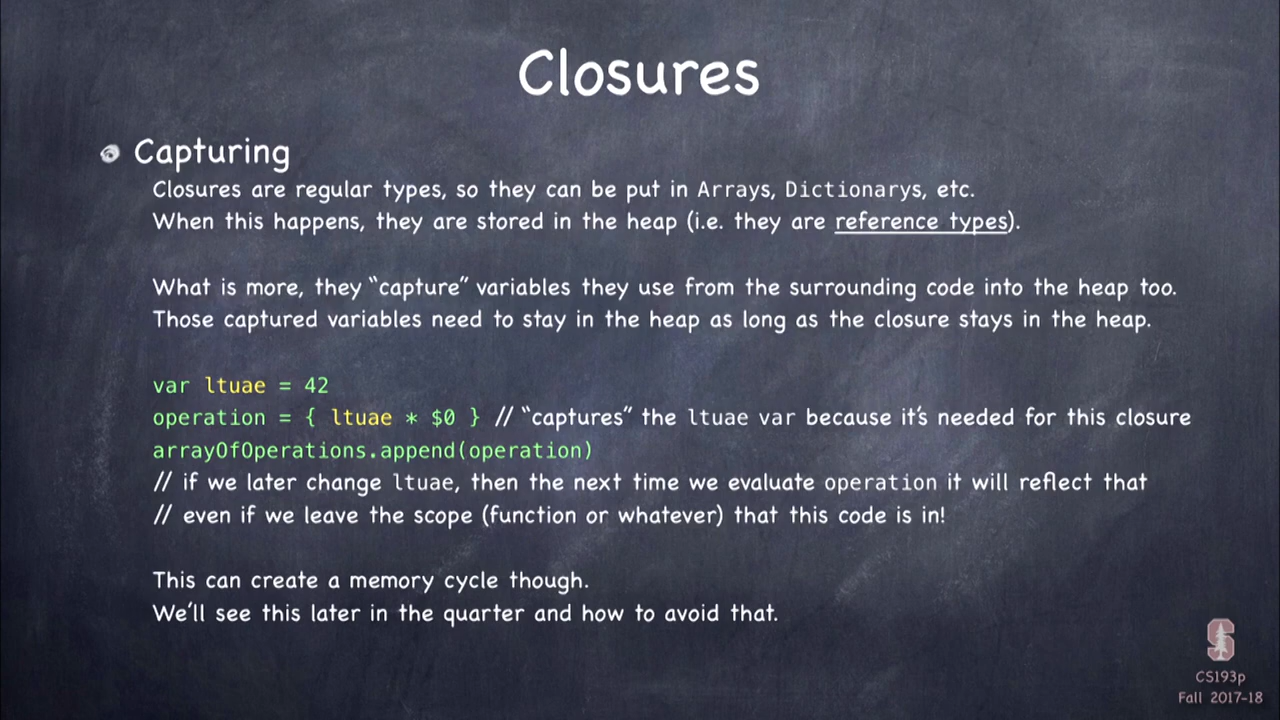 Closures
Capturing
Closures are regular types, so they can be put in Arrays, Dictionarys, etc.
When this happens, they are stored in the heap (i.e. they are reference types).
What is more, they “capture” variables they use from the surrounding code into the heap too.
Those captured variables need to stay in the heap as long as the closure stays in the heap.
var ltuae = 42
operation = { ltuae * $0 } // “captures” the ltuae var because it’s needed for this closure
arrayOfOperations.append(operation)
// if we later change ltuae, then the next time we evaluate operation it will reflect that
// even if we leave the scope (function or whatever) that this code is in!
This can create a memory cycle though.
We’ll see this later in the quarter and how to avoid that.
S
CS193p
Fall 2017-18